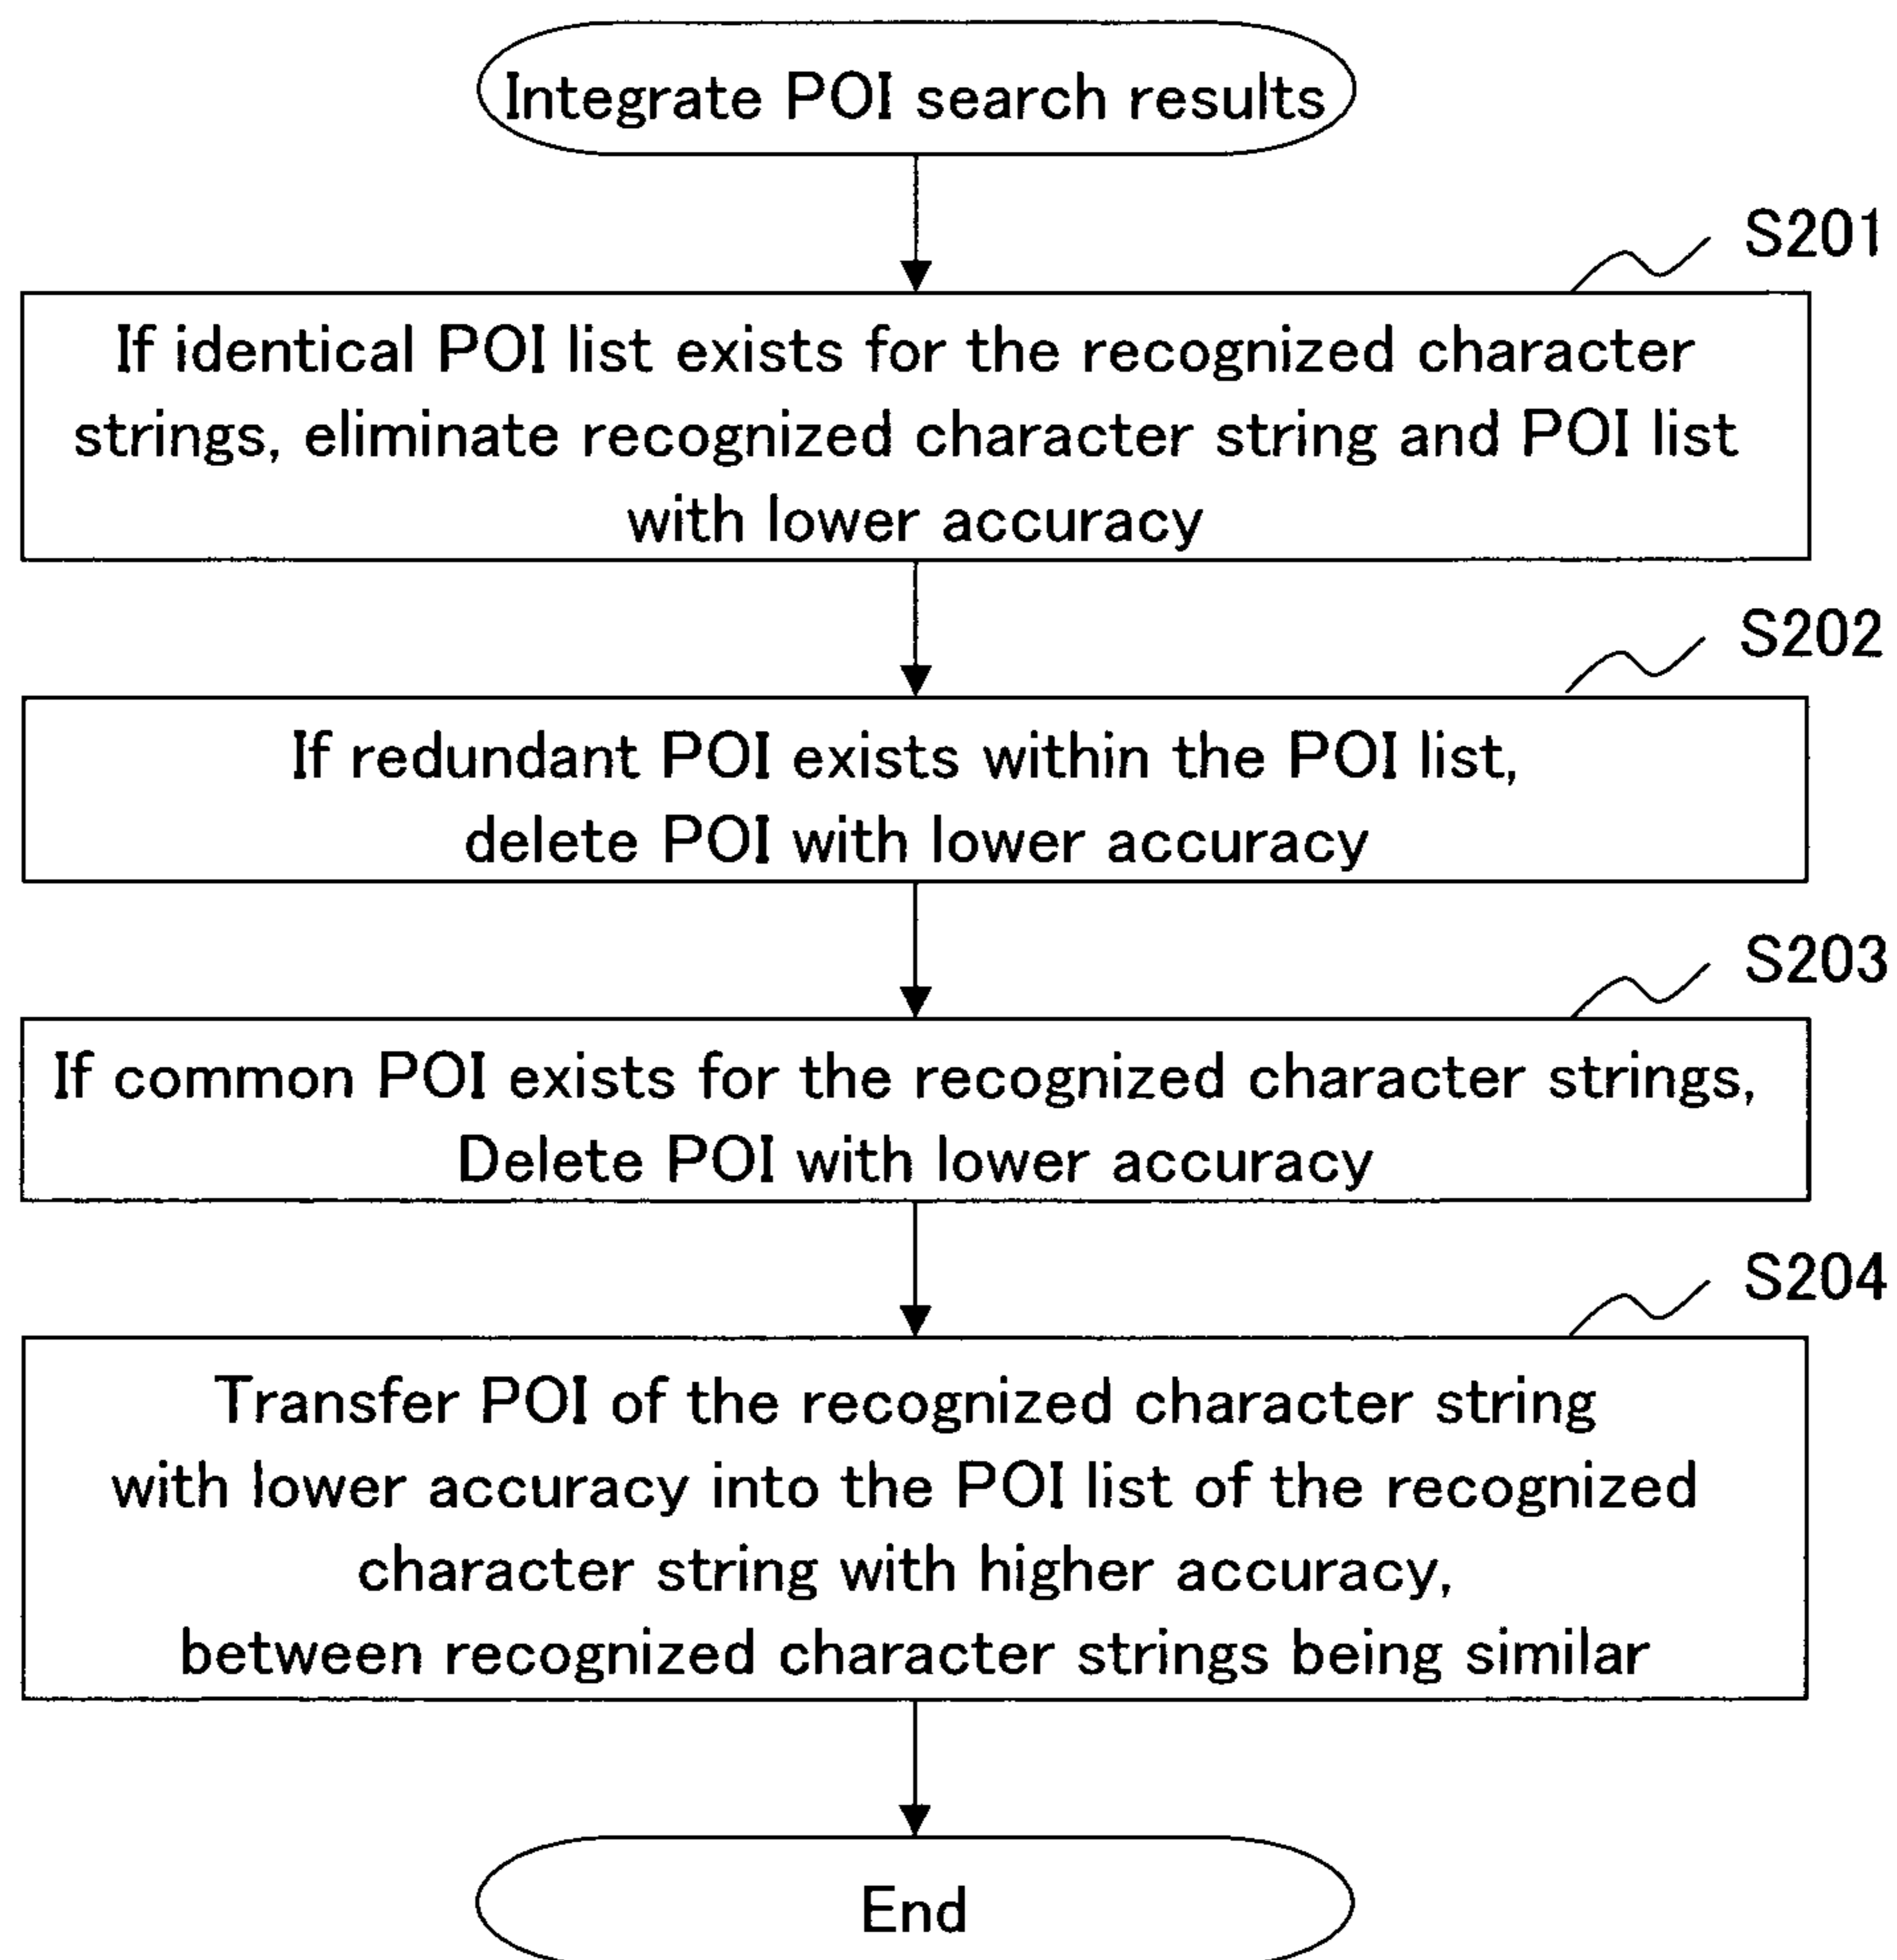 Integrate POI search results
S201
If identical POI list exists for the recognized character
strings, eliminate recognized character string and POI list
with lower accuracy
S202
If redundant POI exists within the POI list,
delete POI with lower accuracy
S203
If common POI exists for the recognized character strings,
Delete POI with lower accuracy
S204
Transfer POI of the recognized character string
with lower accuracy into the POI list of the recognized
character string with higher accuracy,
between recognized character strings being similar
End